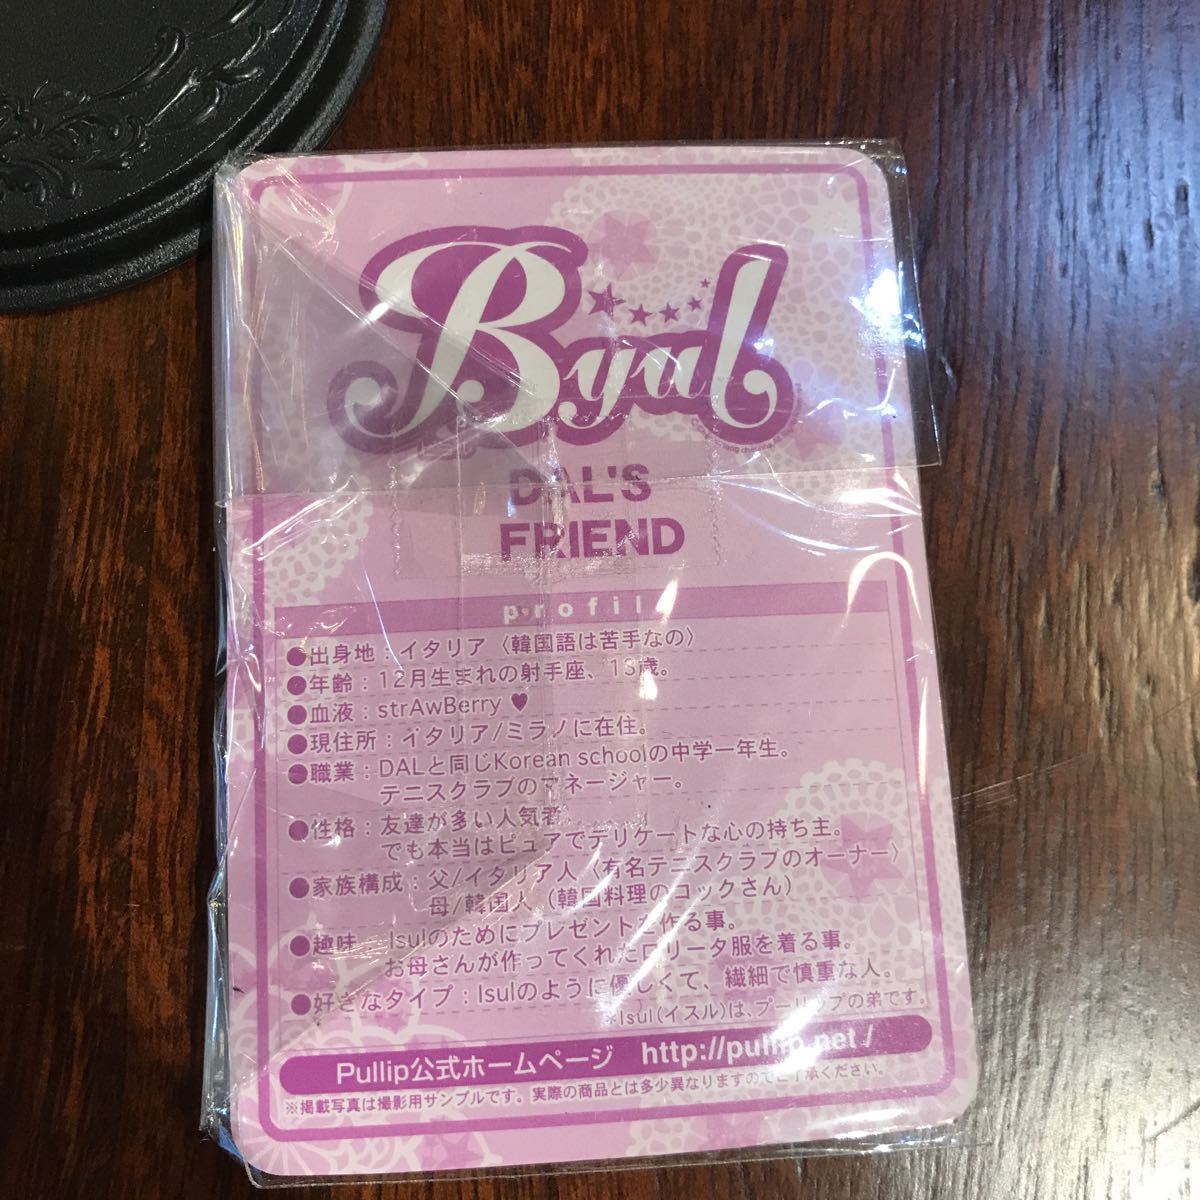 Byul
DAL'S
FRIEND
profile
●出身地：イタリア〈韓国語は苦手なの〉
●年齢：12月生まれの射手座、13歳。
●血液：strAwBerry ♥
●現住所：イタリア/ミラノに在住。
●職業：DALと同じKorean schoolの中学一年生。
テニスクラブのマネージャー。
●性格：友達が多い人気者
でも本当はピュアでデリケートな心の持ち主。
●家族構成：父/イタリア人〈有名テニスクラブのオーナー〉
母/韓国人（韓国料理のコックさん）
●趣味：Isulのためにプレゼントを作る事。
お母さんが作ってくれたロリータ服を着る事。
●好きなタイプ：Isulのように優しくて、繊細で慎重な人。
※Isul(イスル)は、プーリップの弟です。
Pullip公式ホームページ http://pullip.net/
※掲載写真は撮影用サンプルです。実際の商品とは多少異なりますのでご了承ください。